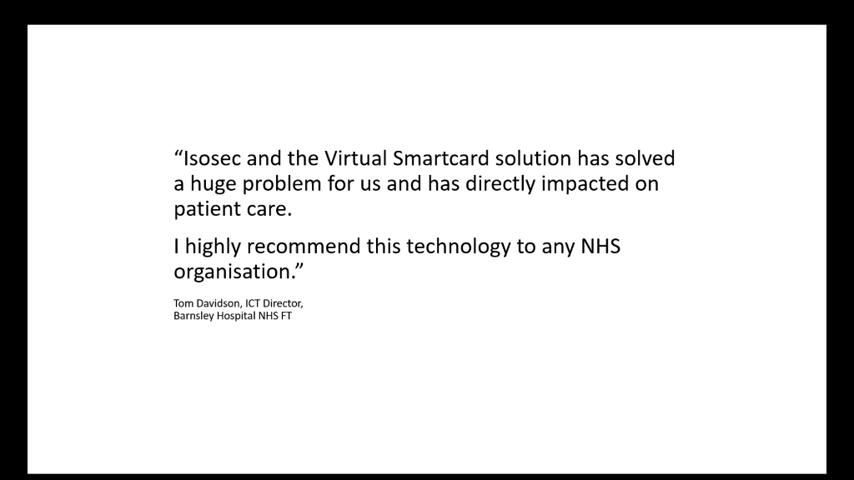 “Isosec and the Virtual Smartcard solution has solved
a huge problem for us and has directly impacted on
patient care.
I highly recommend this technology to any NHS
organisation.”
Tom Davidson, ICT Director,
Barnsley Hospital NHS FT